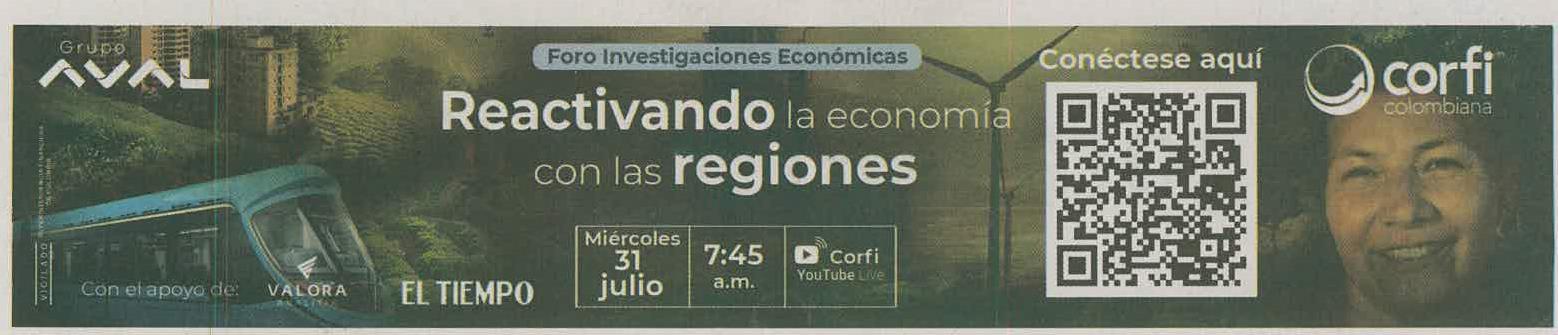 Grupo
AVAL
Foro Investigaciones Económicas
Reactivando la economía
con las regiones
Miércoles
31
julio
7:45
a.m.
Corfi
YouTube Live
Conéctese aquí
corfi
colombiana
VIGILADO
Con el apoyo de:
VALORA
EL TIEMPO